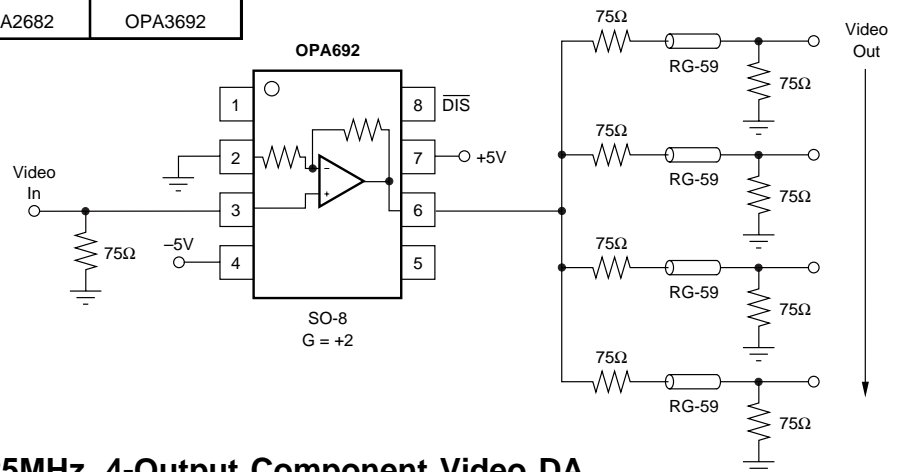 A2682 OPA3692
OPA692
1
2
3
4
8 DIS
7
6
5
+5V
Video
In
75Ω
–5V
SO-8
G = +2
75Ω
RG-59
75Ω
75Ω
RG-59
75Ω
75Ω
RG-59
75Ω
75Ω
RG-59
75Ω
Video
Out
5MHz, 4-Output Component Video DA